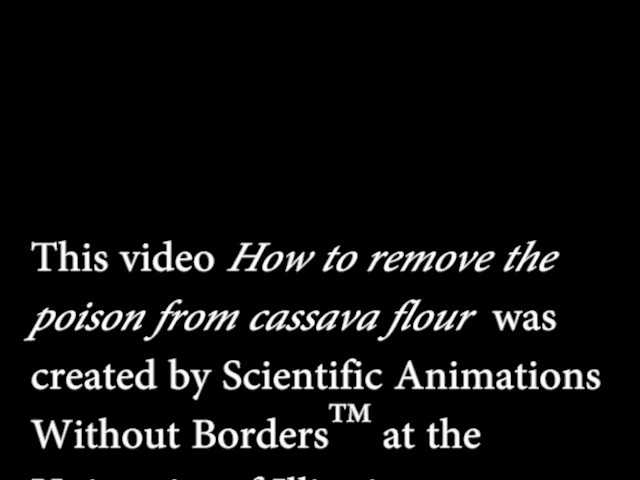 This video How to remove the
poison from cassava flour was
created by Scientific Animations
Without Borders™ at the